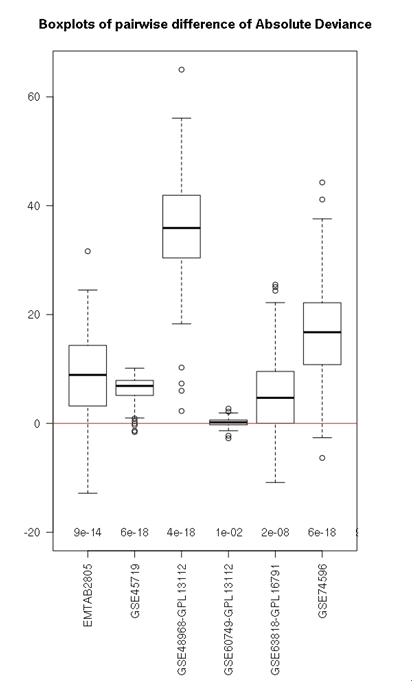 Boxplots of pairwise difference of Absolute Deviance
60
40
20
0
-20
9e-14 6e-18 4e-18 1e-02 2e-08 6e-18
EMTAB2805
GSE45719
GSE48968-GPL13112
GSE60749-GPL13112
GSE63818-GPL16791
GSE74596